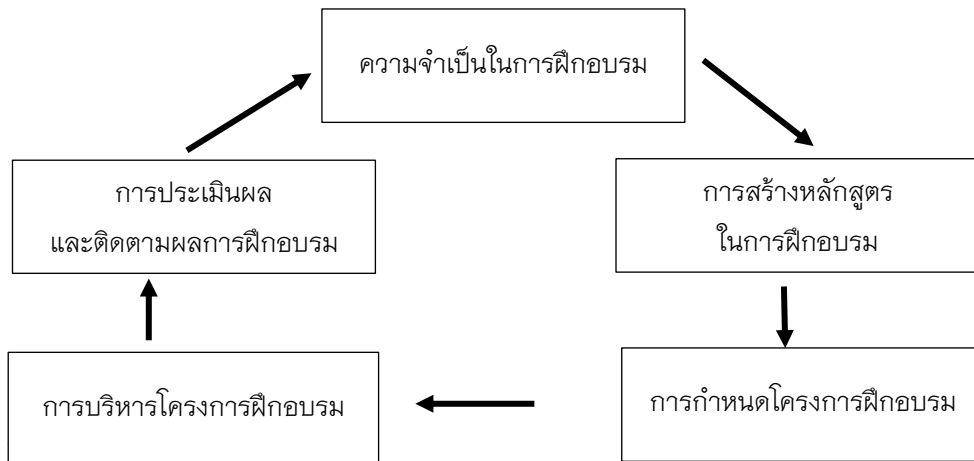 ความจำเป็นในการฝึกอบรม
การสร้างหลักสูตร
ในการฝึกอบรม
การกำหนดโครงการฝึกอบรม
การบริหารโครงการฝึกอบรม
การประเมินผล
และติดตามผลการฝึกอบรม